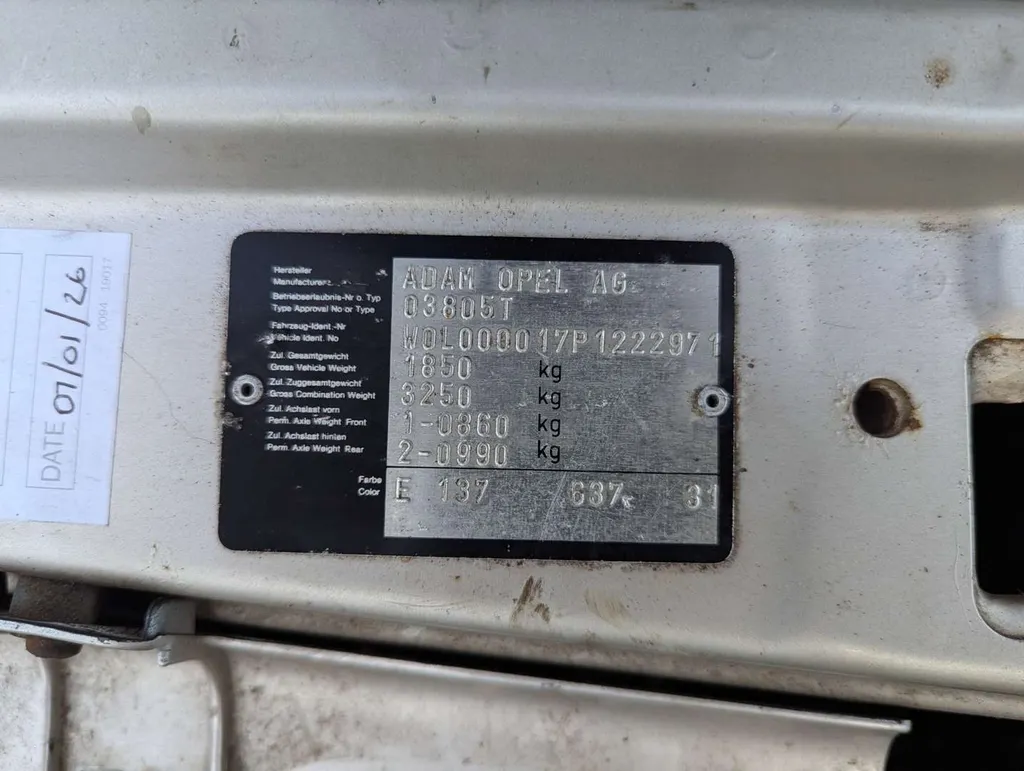 Hersteller
Manufacturer
ADAM OPEL AG
Betriebserlaubnis-Nr o. Typ
Type Approval No or Type
03805T
Fahrzeug-Ident.-Nr
Vehicle Ident. No
W0L000017P1222971
Zul. Gesamtgewicht
Gross Vehicle Weight
1850 kg
Zul. Zuggesamtgewicht
Gross Combination Weight
3250 kg
Zul. Achslast vorn
Perm. Axle Weight Front
1-0860 kg
Zul. Achslast hinten
Perm. Axle Weight Rear
2-0990 kg
Farbe
Color
E 137 637 31
DATE 07/01/26